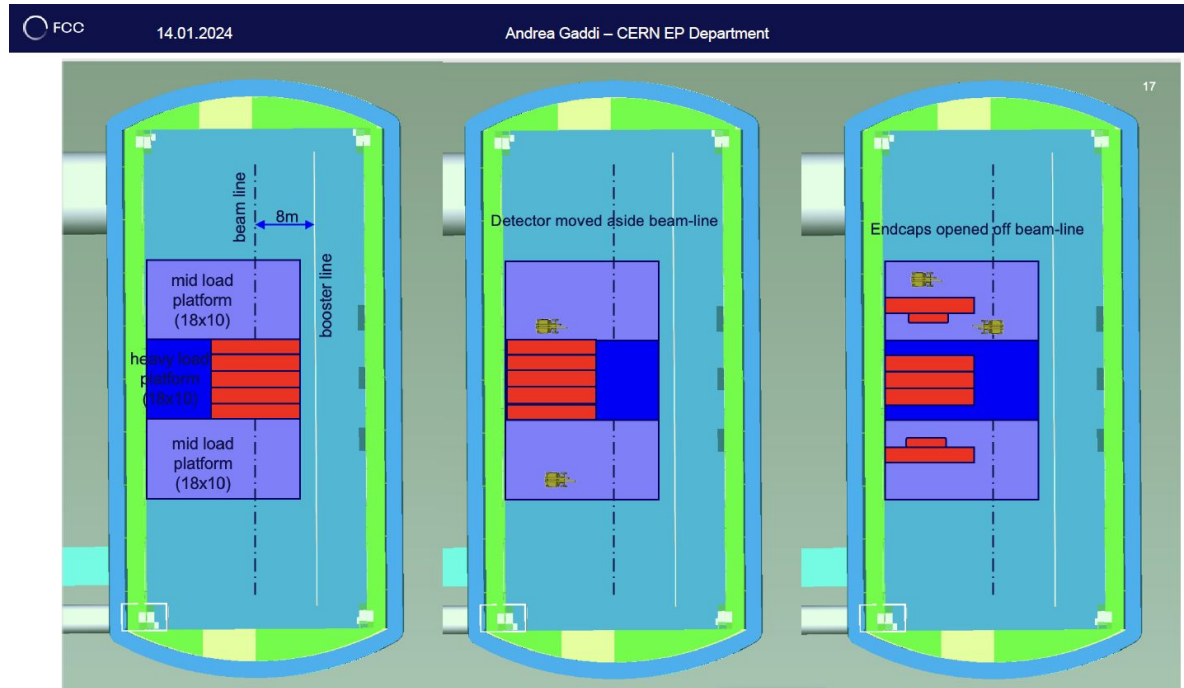 FCC
14.01.2024
Andrea Gaddi – CERN EP Department
17
beam line
8m
booster line
mid load
platform
(18x10)
heavy load
platform
(18x10)
mid load
platform
(18x10)
Detector moved aside beam-line
Endcaps opened off beam-line